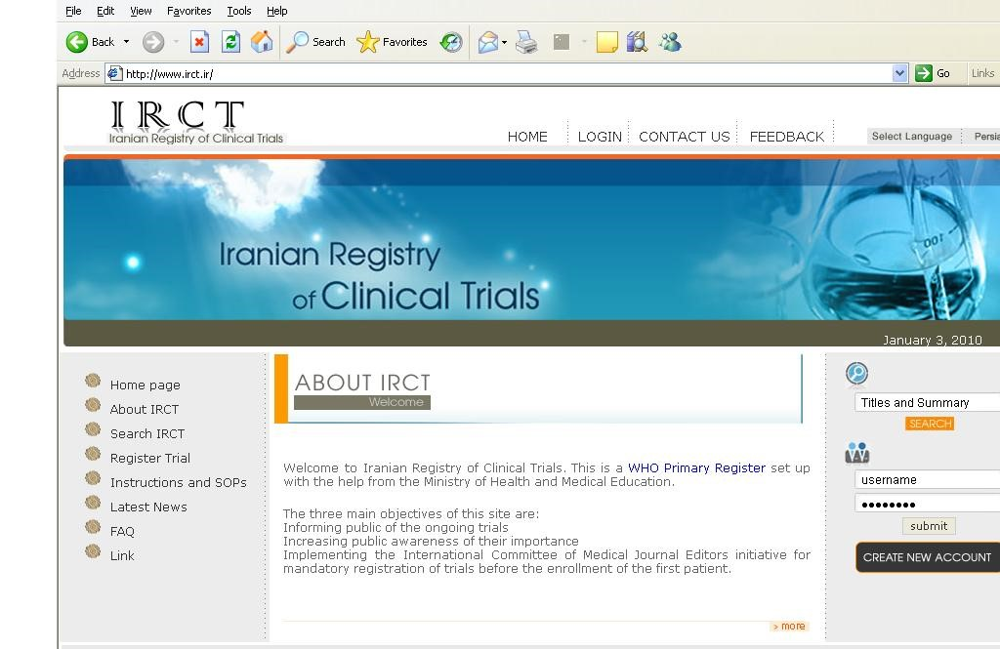 File Edit View Favorites Tools Help
Back Search Favorites
Address http://www.irct.ir/ Go Links
IRCT
Iranian Registry of Clinical Trials
HOME LOGIN CONTACT US FEEDBACK Select Language Persia
Iranian Registry
of Clinical Trials
100
January 3, 2010
Home page
About IRCT
Search IRCT
Register Trial
Instructions and SOPs
Latest News
FAQ
Link
ABOUT IRCT
Welcome
Welcome to Iranian Registry of Clinical Trials. This is a WHO Primary Register set up
with the help from the Ministry of Health and Medical Education.
The three main objectives of this site are:
Informing public of the ongoing trials
Increasing public awareness of their importance
Implementing the International Committee of Medical Journal Editors initiative for
mandatory registration of trials before the enrollment of the first patient.
> more
Titles and Summary
SEARCH
username
••••••••
submit
CREATE NEW ACCOUNT